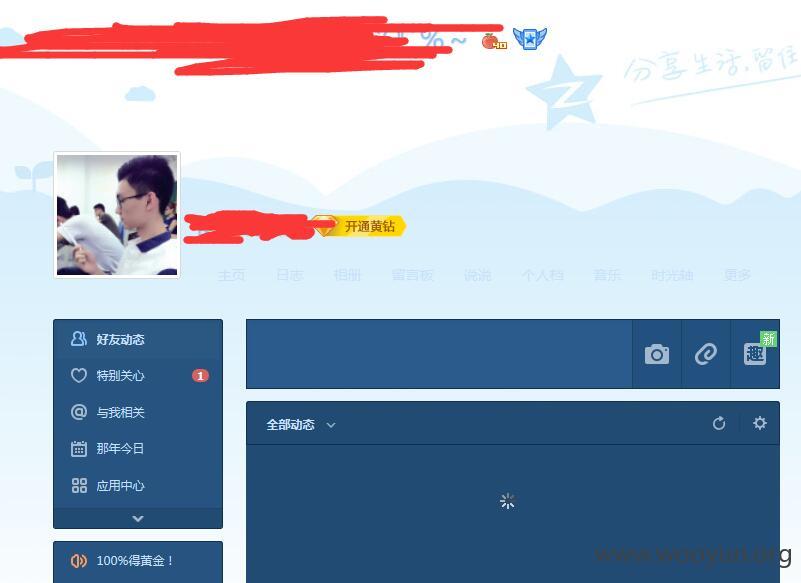 %~
40
分享生活,留住
开通黄钻
主页 日志 相册 留言板 说说 个人档 音乐 时光轴 更多
好友动态
特别关心 1
与我相关
那年今日
应用中心
100%得黄金!
新
趣
全部动态
www.wooyun.org